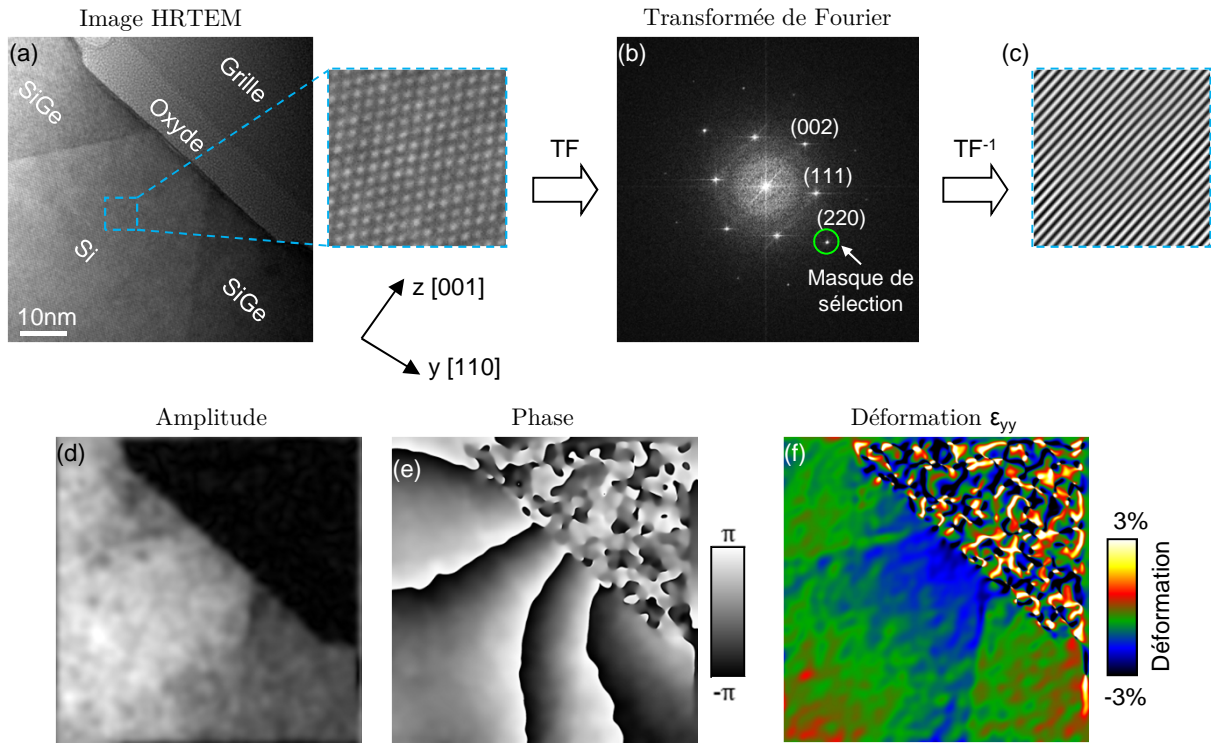 Image HRTEM
Transformée de Fourier
(a)
SiGe
Grille
Oxyde
Si
SiGe
10nm
z [001]
y [110]
TF
(b)
(002)
(111)
(220)
Masque de
sélection
TF-1
(c)
Amplitude
Phase
Déformation εyy
(d)
(e)
π
-π
(f)
3%
Déformation
-3%